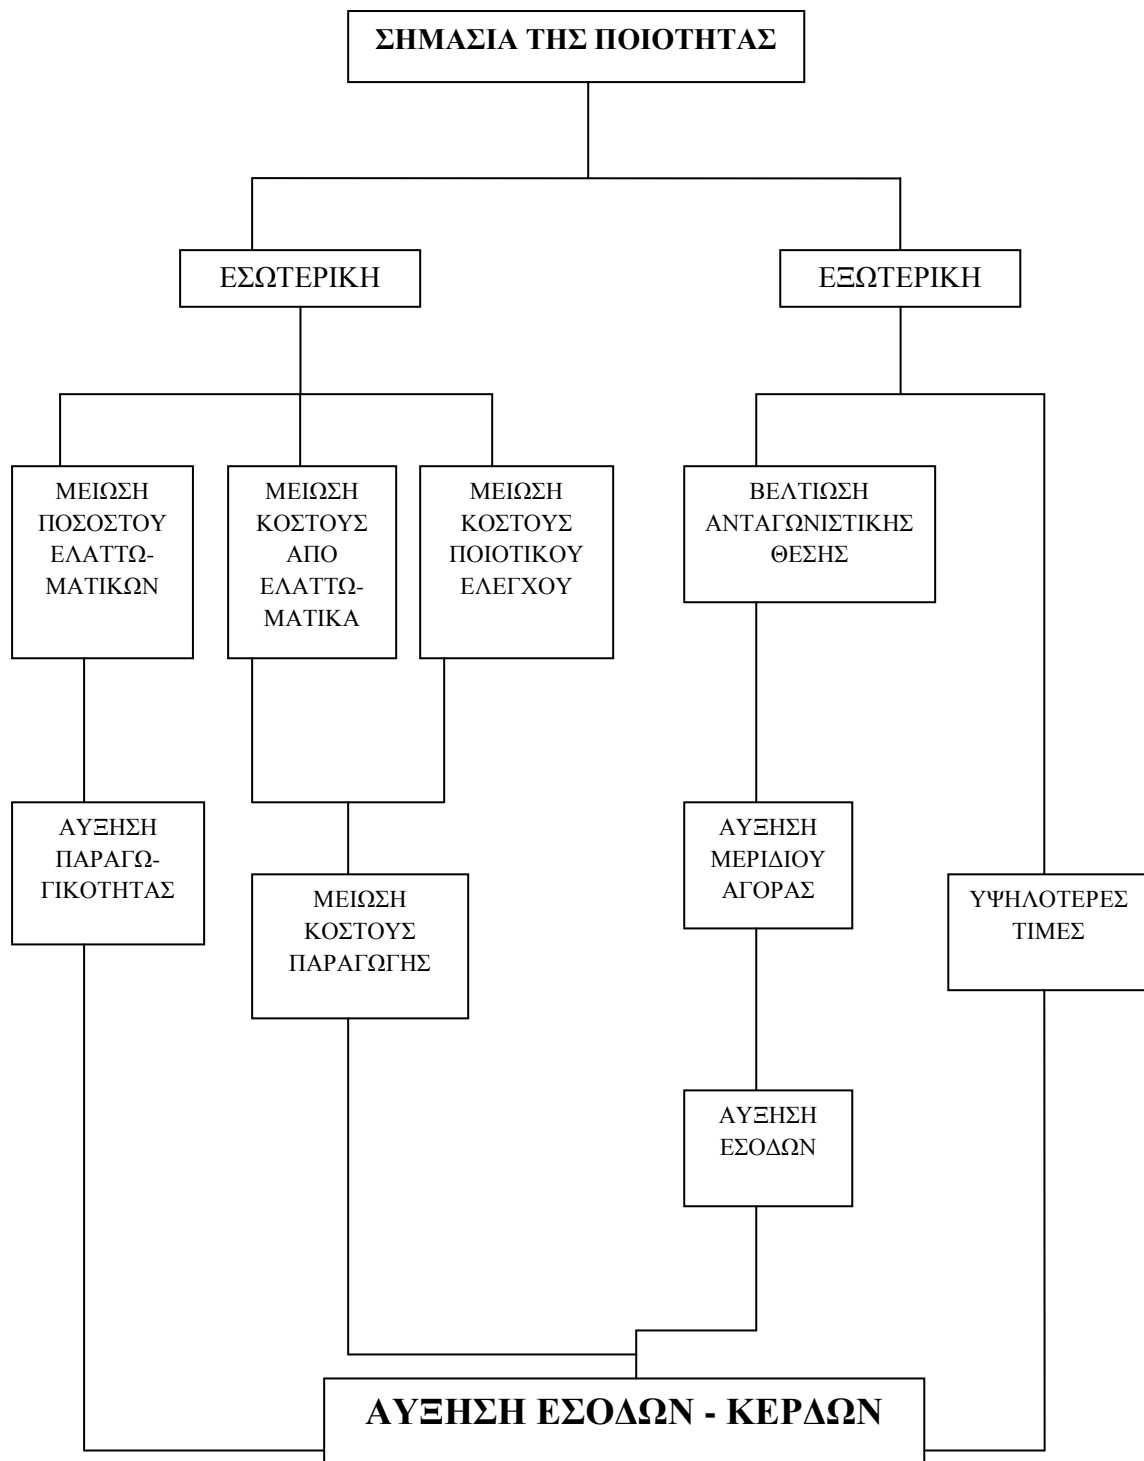 ΣΗΜΑΣΙΑ ΤΗΣ ΠΟΙΟΤΗΤΑΣ
ΕΣΩΤΕΡΙΚΗ
ΕΞΩΤΕΡΙΚΗ
ΜΕΙΩΣΗ
ΠΟΣΟΣΤΟΥ
ΕΛΑΤΤΩ-
ΜΑΤΙΚΩΝ
ΜΕΙΩΣΗ
ΚΟΣΤΟΥΣ
ΑΠΟ
ΕΛΑΤΤΩ-
ΜΑΤΙΚΑ
ΜΕΙΩΣΗ
ΚΟΣΤΟΥΣ
ΠΟΙΟΤΙΚΟΥ
ΕΛΕΓΧΟΥ
ΒΕΛΤΙΩΣΗ
ΑΝΤΑΓΩΝΙΣΤΙΚΗΣ
ΘΕΣΗΣ
ΑΥΞΗΣΗ
ΠΑΡΑΓΩ-
ΓΙΚΟΤΗΤΑΣ
ΜΕΙΩΣΗ
ΚΟΣΤΟΥΣ
ΠΑΡΑΓΩΓΗΣ
ΑΥΞΗΣΗ
ΜΕΡΙΔΙΟΥ
ΑΓΟΡΑΣ
ΥΨΗΛΟΤΕΡΕΣ
ΤΙΜΕΣ
ΑΥΞΗΣΗ
ΕΣΟΔΩΝ
ΑΥΞΗΣΗ ΕΣΟΔΩΝ - ΚΕΡΔΩΝ